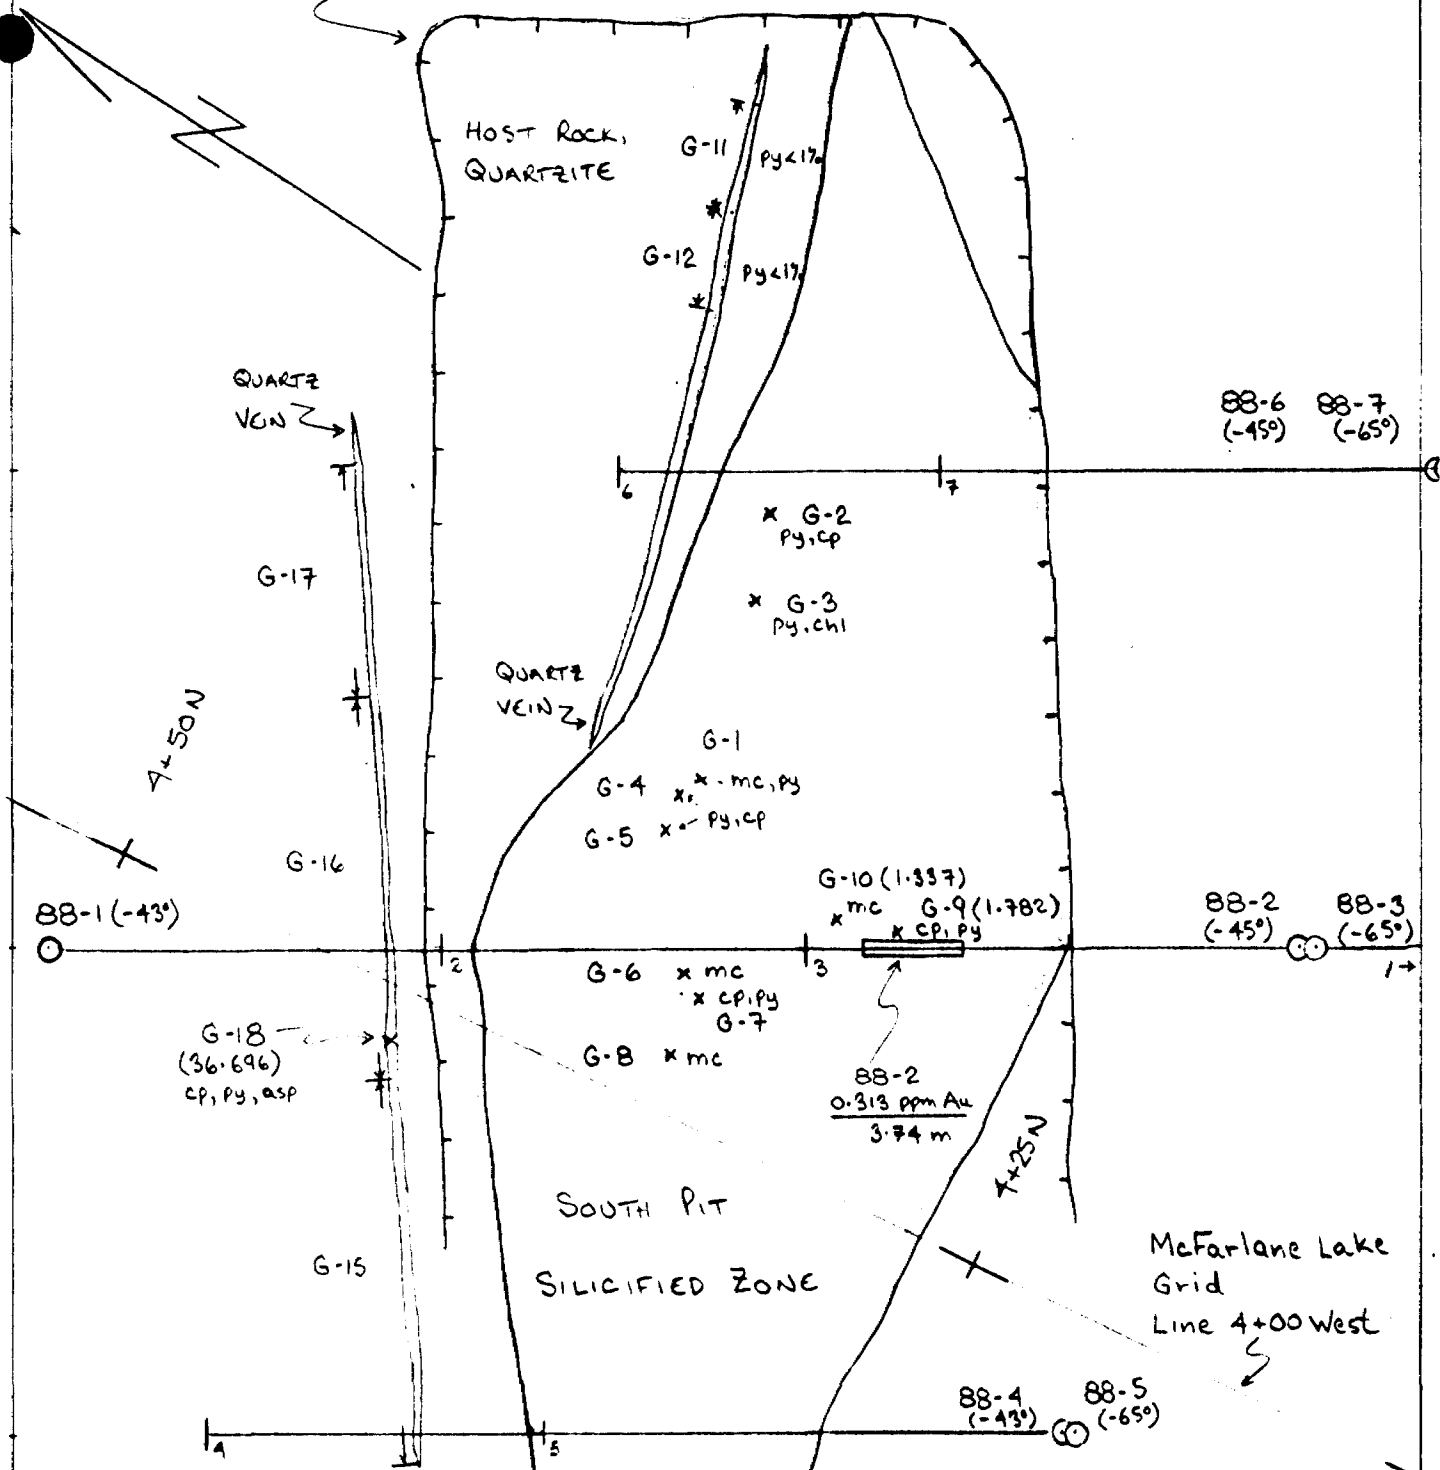 HOST ROCK,
QUARTZITE
G-11
py<1%
G-12
py<1%
QUARTZ
VEIN
88-6 88-7
(-45°) (-65°)
6
7
G-2
py, cp
G-17
G-3
py, chl
QUARTZ
VEIN
4+50N
G-1
G-4
mc, py
G-5
py, cp
G-16
G-10 (1.337)
mc
G-9 (1.782)
cp, py
88-1 (-43°)
88-2
(-45°)
88-3
(-65°)
2
3
1→
G-6
mc
cp, py
G-7
G-18
(36.696)
cp, py, asp
G-8
mc
88-2
0.313 ppm Au
3.74 m
4+25N
SOUTH PIT
SILICIFIED ZONE
G-15
McFarlane Lake
Grid
Line 4+00 West
88-4
(-43°)
88-5
(-65°)
4
5